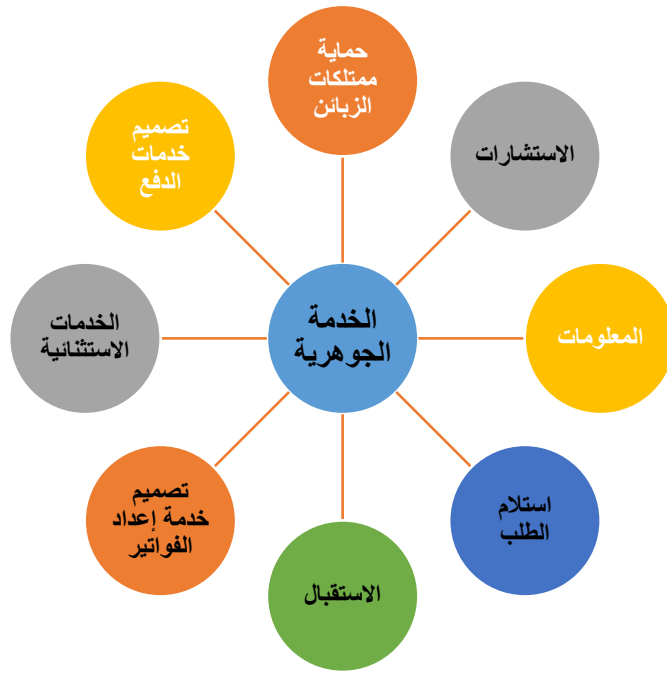 حماية
ممتلكات
الزبائن
الاستشارات
المعلومات
استلام
الطلب
الاستقبال
تصميم
خدمة إعداد
الفواتير
الخدمات
الاستثنائية
تصميم
خدمات
الدفع
الخدمة
الجوهرية